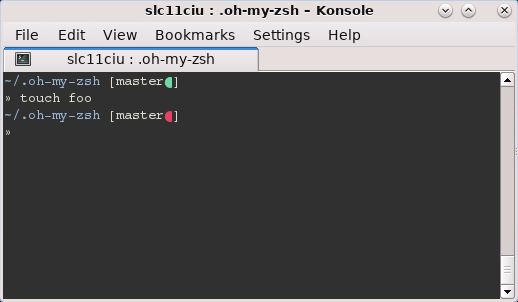 slc11ciu : .oh-my-zsh – Konsole
File Edit View Bookmarks Settings Help
slc11ciu : .oh-my-zsh
~/.oh-my-zsh [master●]
» touch foo
~/.oh-my-zsh [master●]
»